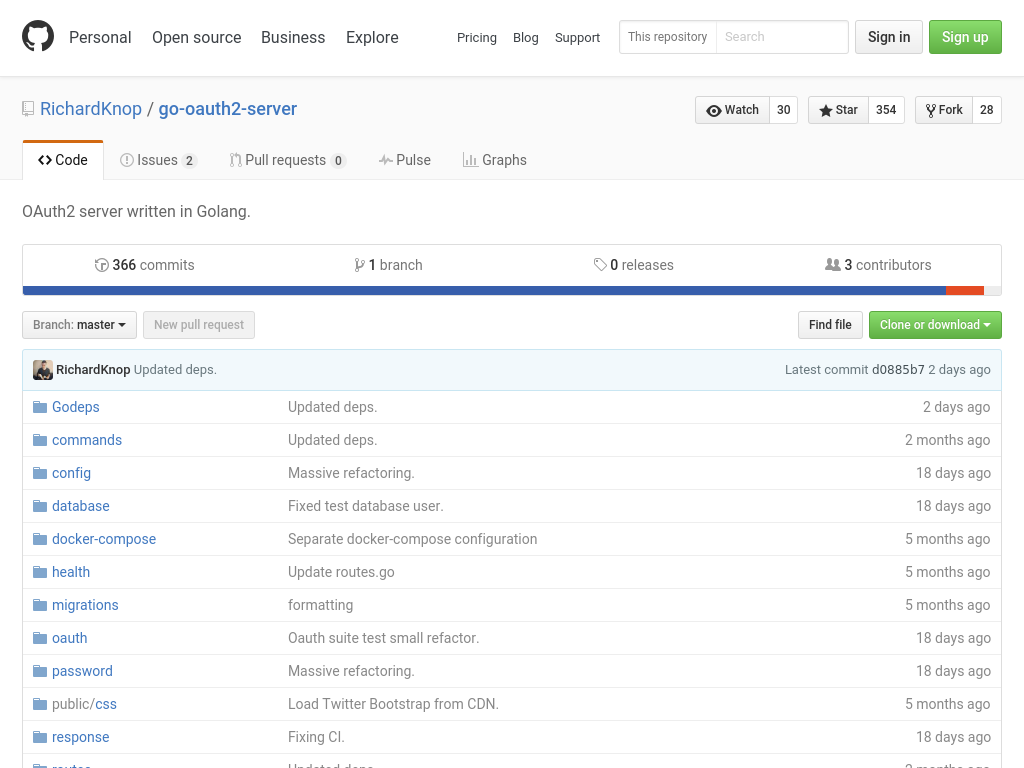 Personal Open source Business Explore Pricing Blog Support This repository Search Sign in Sign up
RichardKnop / go-oauth2-server Watch 30 Star 354 Fork 28
Code Issues 2 Pull requests 0 Pulse Graphs
OAuth2 server written in Golang.
366 commits 1 branch 0 releases 3 contributors
Branch: master New pull request Find file Clone or download
RichardKnop Updated deps. Latest commit d0885b7 2 days ago
Godeps Updated deps. 2 days ago
commands Updated deps. 2 months ago
config Massive refactoring. 18 days ago
database Fixed test database user. 18 days ago
docker-compose Separate docker-compose configuration 5 months ago
health Update routes.go 5 months ago
migrations formatting 5 months ago
oauth Oauth suite test small refactor. 18 days ago
password Massive refactoring. 18 days ago
public/css Load Twitter Bootstrap from CDN. 5 months ago
response Fixing CI. 18 days ago